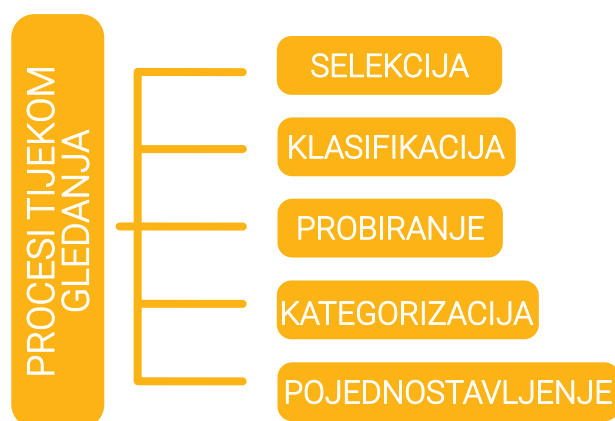 PROCESI TIJEKOM
GLEDANJA
SELEKCIJA
KLASIFIKACIJA
PROBIRANJE
KATEGORIZACIJA
POJEDNOSTAVLJENJE